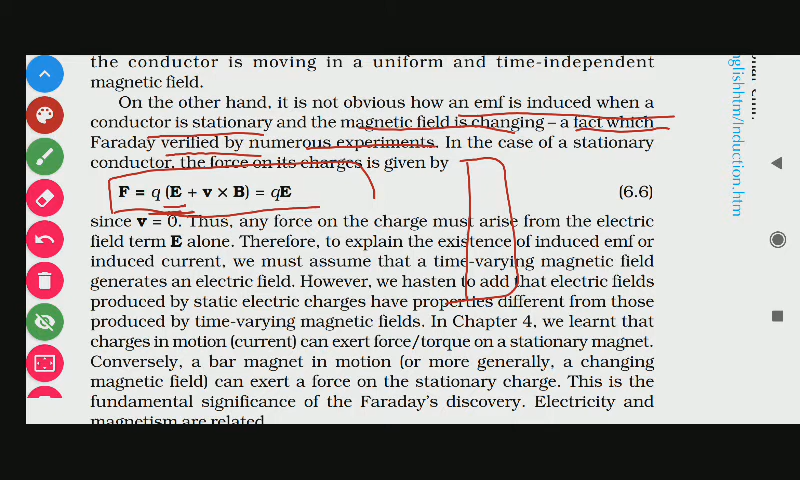 the conductor is moving in a uniform and time-independent
magnetic field.
On the other hand, it is not obvious how an emf is induced when a
conductor is stationary and the magnetic field is changing – a fact which
Faraday verified by numerous experiments. In the case of a stationary
conductor, the force on its charges is given by
F = q (E + v × B) = qE (6.6)
since v = 0. Thus, any force on the charge must arise from the electric
field term E alone. Therefore, to explain the existence of induced emf or
induced current, we must assume that a time-varying magnetic field
generates an electric field. However, we hasten to add that electric fields
produced by static electric charges have properties different from those
produced by time-varying magnetic fields. In Chapter 4, we learnt that
charges in motion (current) can exert force/torque on a stationary magnet.
Conversely, a bar magnet in motion (or more generally, a changing
magnetic field) can exert a force on the stationary charge. This is the
fundamental significance of the Faraday's discovery. Electricity and
magnetism are related.
englishhtm/Induction.htm